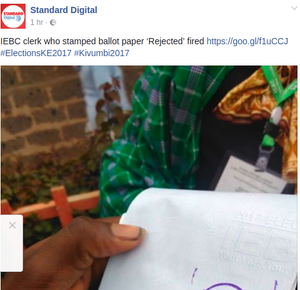 STANDARD
Standard Digital
1 hr ·
IEBC clerk who stamped ballot paper 'Rejected' fired https://goo.gl/f1uCCJ
#ElectionsKE2017 #Kivumbi2017